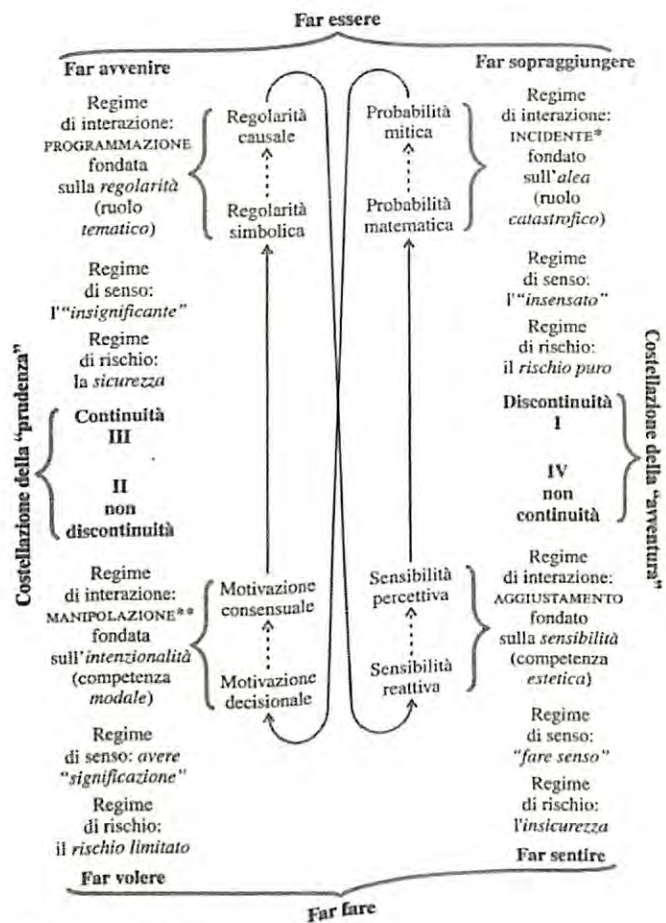 Far essere
Far avvenire
Regime
di interazione:
PROGRAMMAZIONE
fondata
sulla regolarità
(ruolo
tematico)
Regime
di senso:
l'"insignificante"
Regime
di rischio:
la sicurezza
Continuità
III
II
non
discontinuità
Costellazione della "prudenza"
Regime
di interazione:
MANIPOLAZIONE**
fondata
sull'intenzionalità
(competenza
modale)
Regime
di senso: avere
"significazione"
Regime
di rischio:
il rischio limitato
Far volere
Regolarità
causale
Regolarità
simbolica
Motivazione
consensuale
Motivazione
decisionale
Probabilità
mitica
Probabilità
matematica
Sensibilità
percettiva
Sensibilità
reattiva
Far sopraggiungere
Regime
di interazione:
INCIDENTE*
fondato
sull'alea
(ruolo
catastrofico)
Regime
di senso:
l'"insensato"
Regime
di rischio:
il rischio puro
Discontinuità
I
IV
non
continuità
Costellazione della "avventura"
Regime
di interazione:
AGGIUSTAMENTO
fondato
sulla sensibilità
(competenza
estetica)
Regime
di senso:
"fare senso"
Regime
di rischio:
l'insicurezza
Far sentire
Far fare